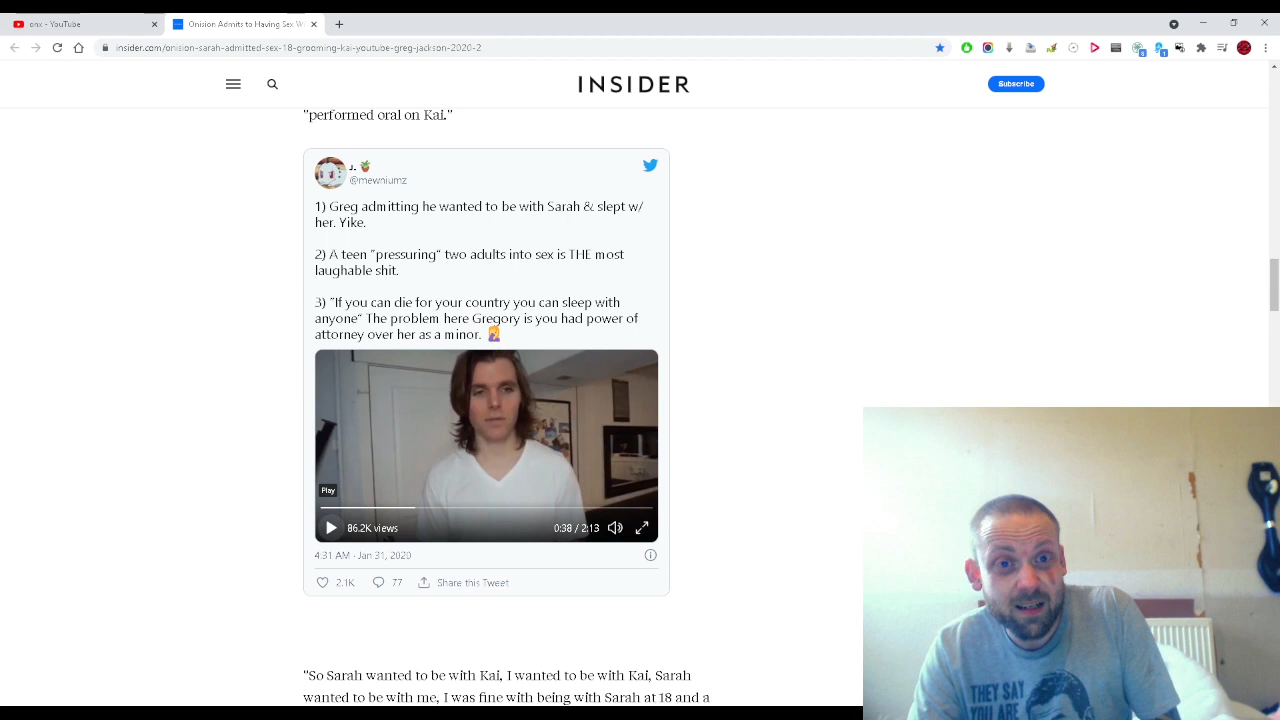 onx - YouTube
Onision Admits to Having Sex W
insider.com/onision-sarah-admitted-sex-18-grooming-kai-youtube-greg-jackson-2020-2
INSIDER
Subscribe
"performed oral on Kai."
J.
@mewniumz
1) Greg admitting he wanted to be with Sarah & slept w/
her. Yike.
2) A teen "pressuring" two adults into sex is THE most
laughable shit.
3) "If you can die for your country you can sleep with
anyone" The problem here Gregory is you had power of
attorney over her as a minor.
Play
86.2K views
0:38 / 2:13
4:31 AM · Jan 31, 2020
2.1K
77
Share this Tweet
"So Sarah wanted to be with Kai, I wanted to be with Kai, Sarah
wanted to be with me, I was fine with being with Sarah at 18 and a
THEY SAY
YOU ARE